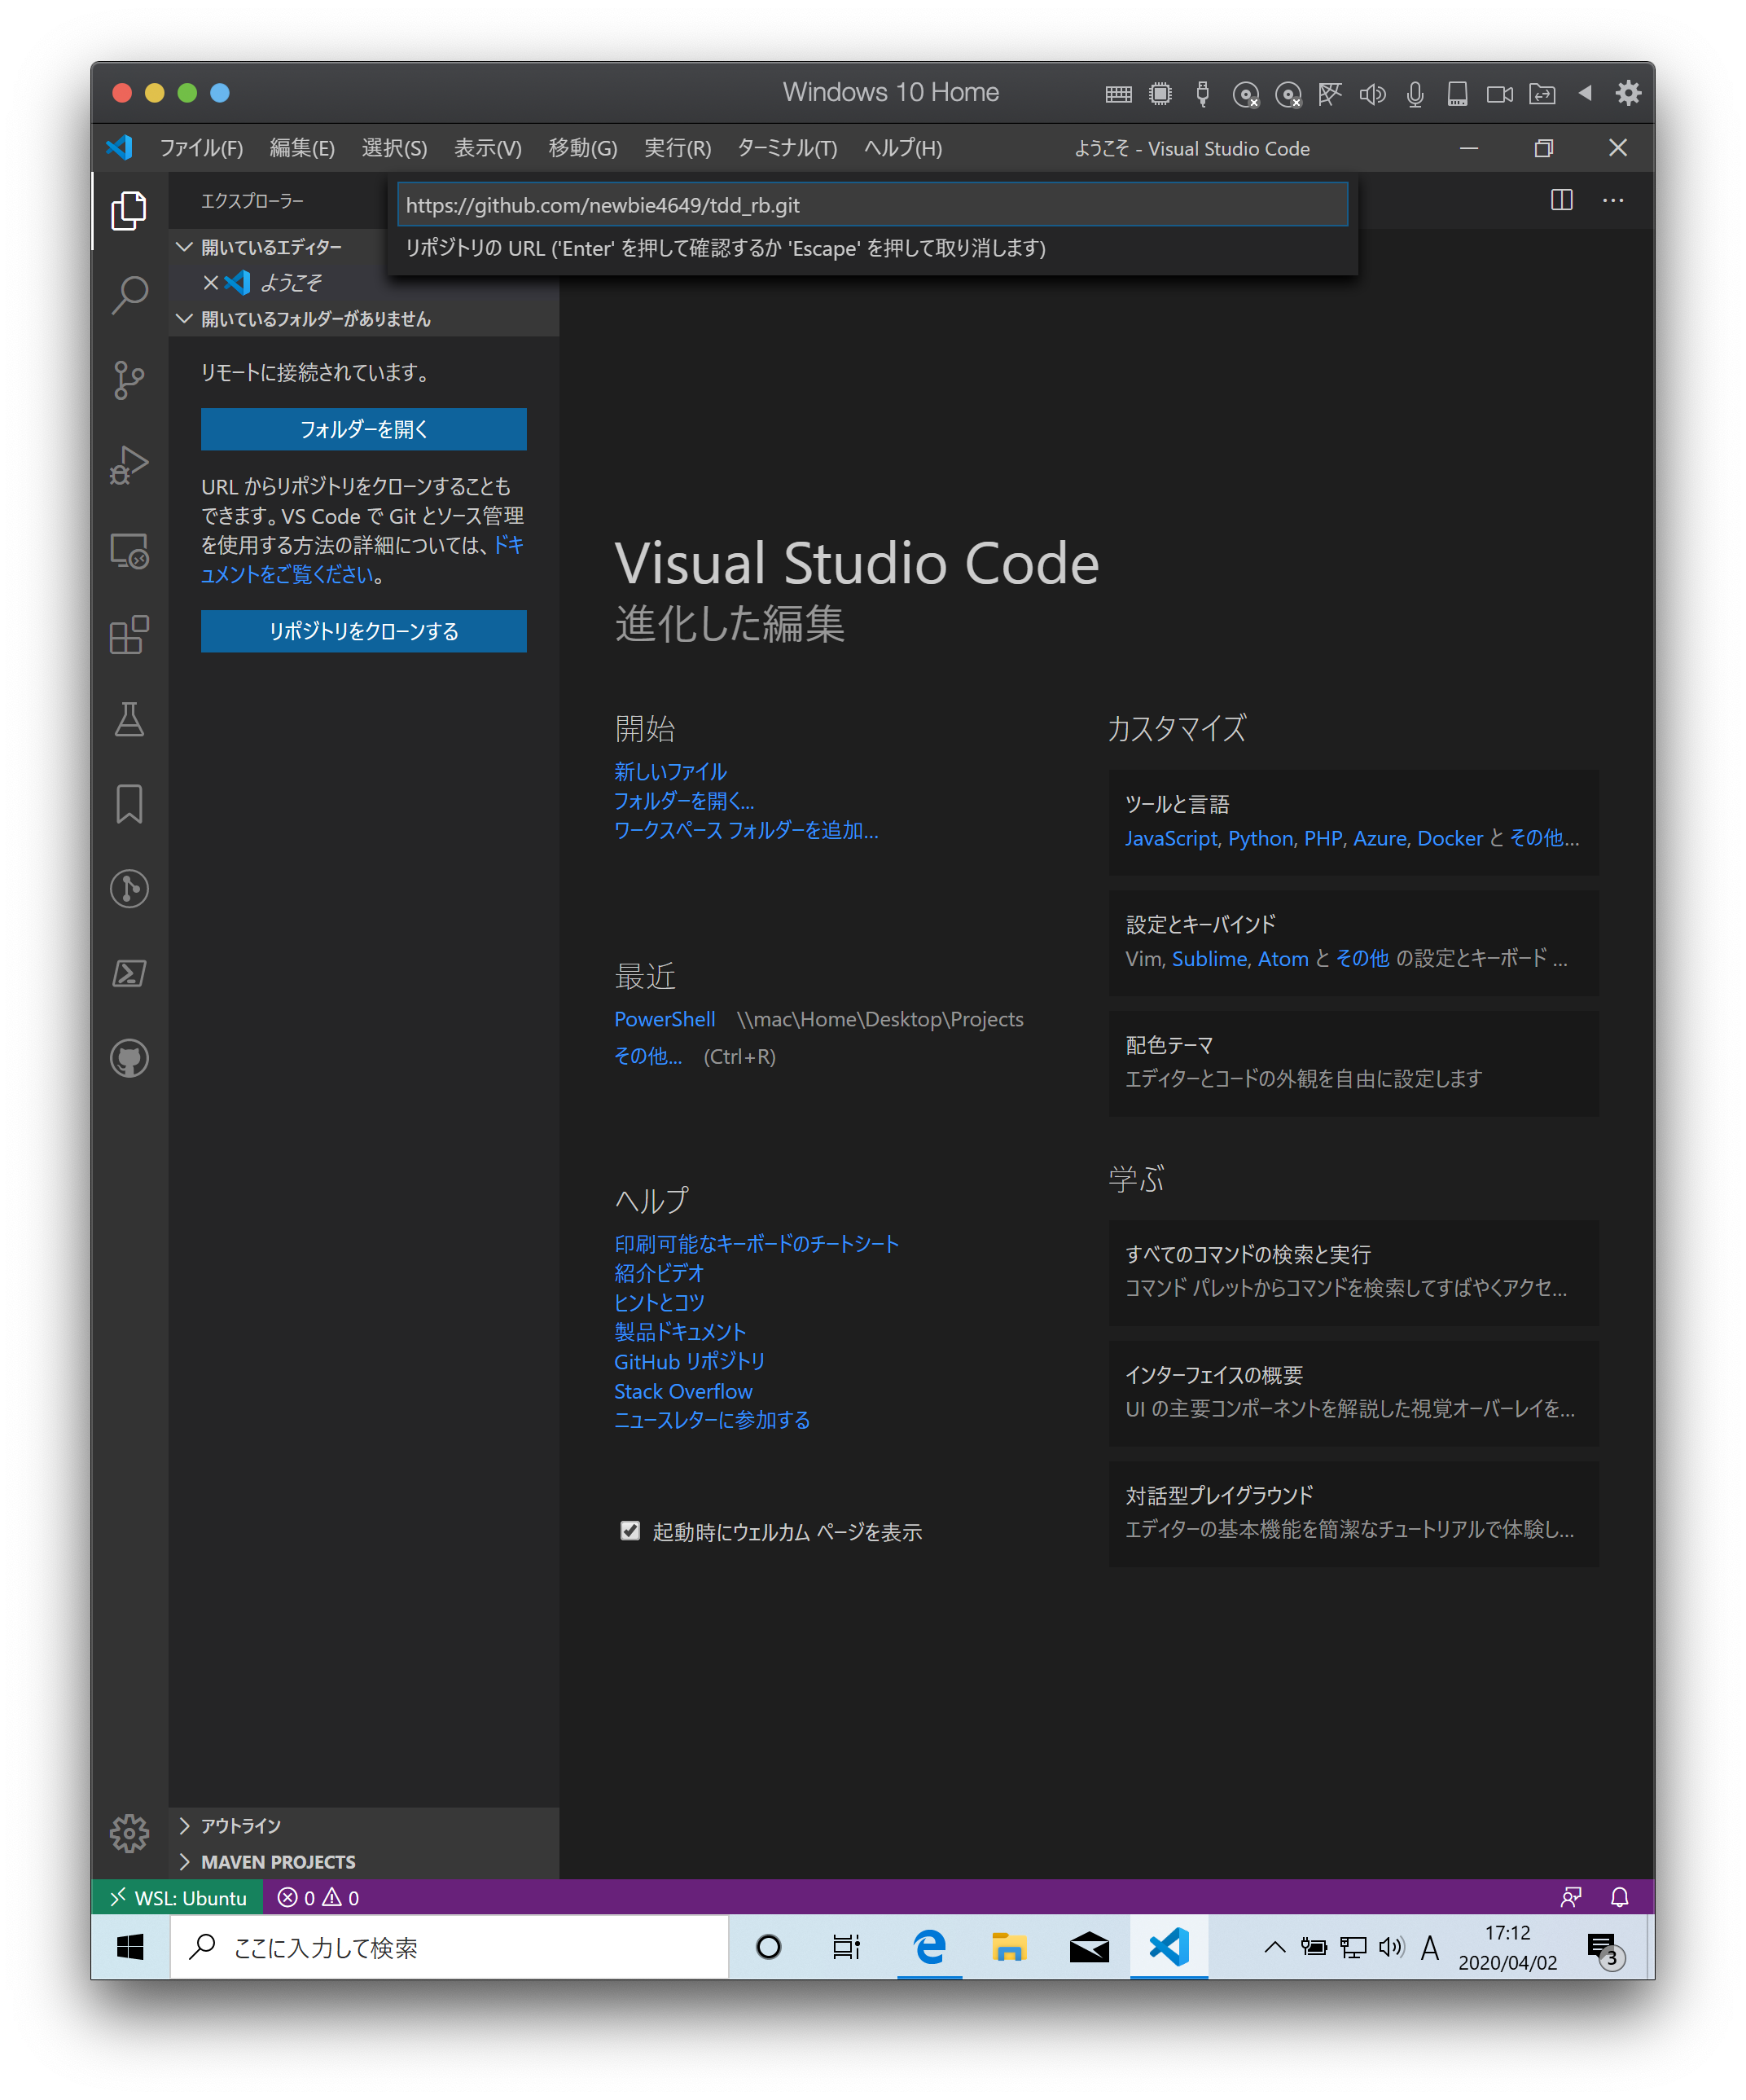 Windows 10 Home
ファイル(F) 編集(E) 選択(S) 表示(V) 移動(G) 実行(R) ターミナル(T) ヘルプ(H) ようこそ - Visual Studio Code
エクスプローラー
https://github.com/newbie4649/tdd_rb.git
リポジトリの URL ('Enter' を押して確認するか 'Escape' を押して取り消します)
開いているエディター
ようこそ
開いているフォルダーがありません
リモートに接続されています。
フォルダーを開く
URL からリポジトリをクローンすることも
できます。VS Code で Git とソース管理
を使用する方法の詳細については、ドキ
ュメントをご覧ください。
リポジトリをクローンする
Visual Studio Code
進化した編集
開始
新しいファイル
フォルダーを開く...
ワークスペース フォルダーを追加...
最近
PowerShell \\mac\Home\Desktop\Projects
その他... (Ctrl+R)
ヘルプ
印刷可能なキーボードのチートシート
紹介ビデオ
ヒントとコツ
製品ドキュメント
GitHub リポジトリ
Stack Overflow
ニュースレターに参加する
起動時にウェルカム ページを表示
カスタマイズ
ツールと言語
JavaScript, Python, PHP, Azure, Docker と その他...
設定とキーバインド
Vim, Sublime, Atom と その他 の設定とキーボード ...
配色テーマ
エディターとコードの外観を自由に設定します
学ぶ
すべてのコマンドの検索と実行
コマンド パレットからコマンドを検索してすばやくアクセ...
インターフェイスの概要
UI の主要コンポーネントを解説した視覚オーバーレイを...
対話型プレイグラウンド
エディターの基本機能を簡潔なチュートリアルで体験し...
アウトライン
MAVEN PROJECTS
WSL: Ubuntu 0 0
ここに入力して検索
A
17:12
2020/04/02
3